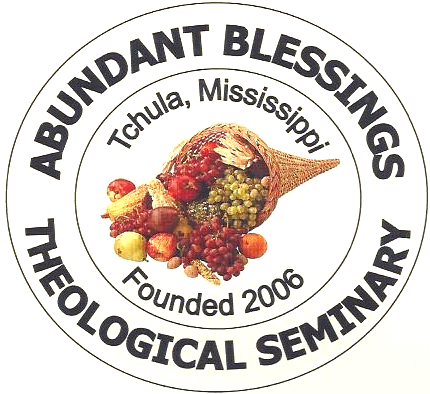 ABUNDANT BLESSINGS
Tchula, Mississippi
Founded 2006
THEOLOGICAL SEMINARY